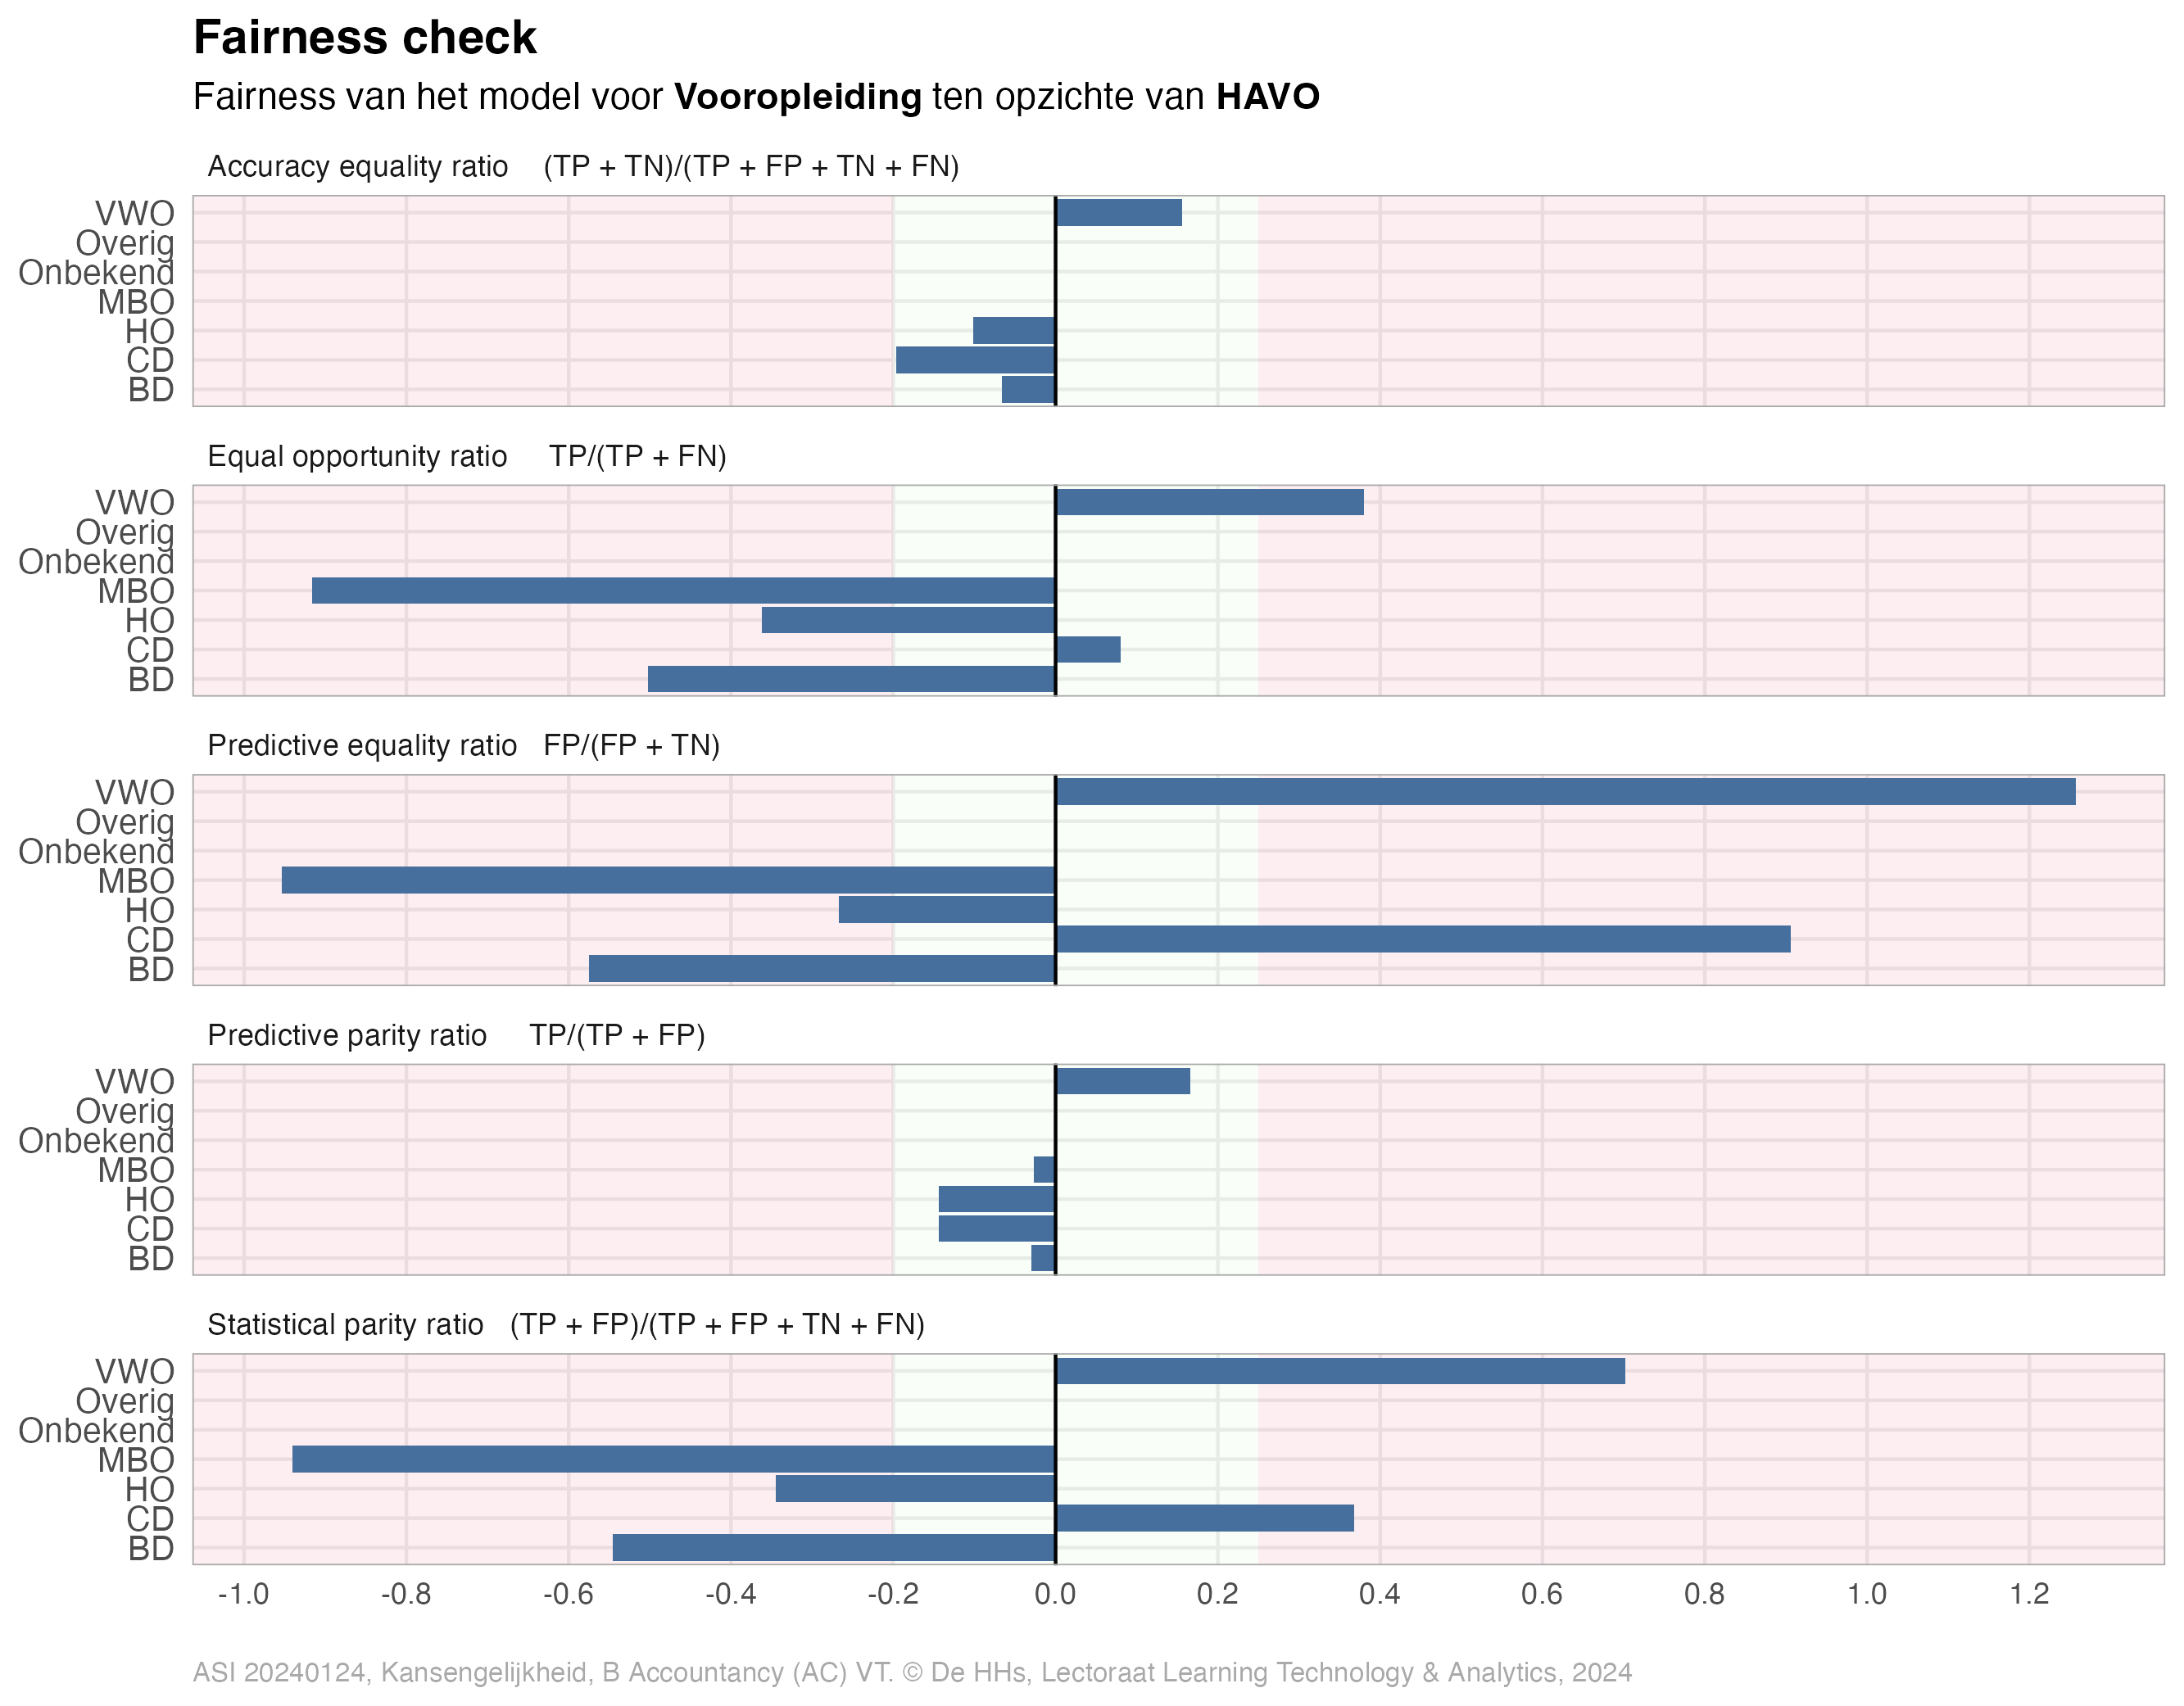 Fairness check
Fairness van het model voor Vooropleiding ten opzichte van HAVO
Accuracy equality ratio (TP + TN)/(TP + FP + TN + FN)
VWO
Overig
Onbekend
MBO
HO
CD
BD
Equal opportunity ratio TP/(TP + FN)
VWO
Overig
Onbekend
MBO
HO
CD
BD
Predictive equality ratio FP/(FP + TN)
VWO
Overig
Onbekend
MBO
HO
CD
BD
Predictive parity ratio TP/(TP + FP)
VWO
Overig
Onbekend
MBO
HO
CD
BD
Statistical parity ratio (TP + FP)/(TP + FP + TN + FN)
VWO
Overig
Onbekend
MBO
HO
CD
BD
-1.0 -0.8 -0.6 -0.4 -0.2 0.0 0.2 0.4 0.6 0.8 1.0 1.2
ASI 20240124, Kansengelijkheid, B Accountancy (AC) VT. © De HHs, Lectoraat Learning Technology & Analytics, 2024